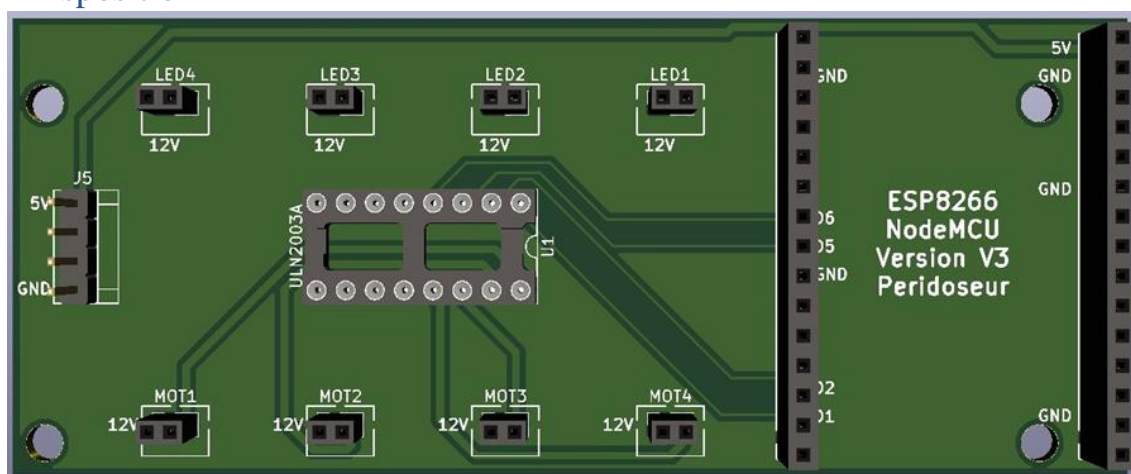 5V
LED4
LED3
LED2
LED1
GND
GND
12V
12V
12V
12V
5V
GND
ULN2003A
U1
D6
D5
GND
GND
ESP8266
NodeMCU
Version V3
Peridoseur
MOT1
MOT2
MOT3
MOT4
D2
12V
12V
12V
12V
D1
GND